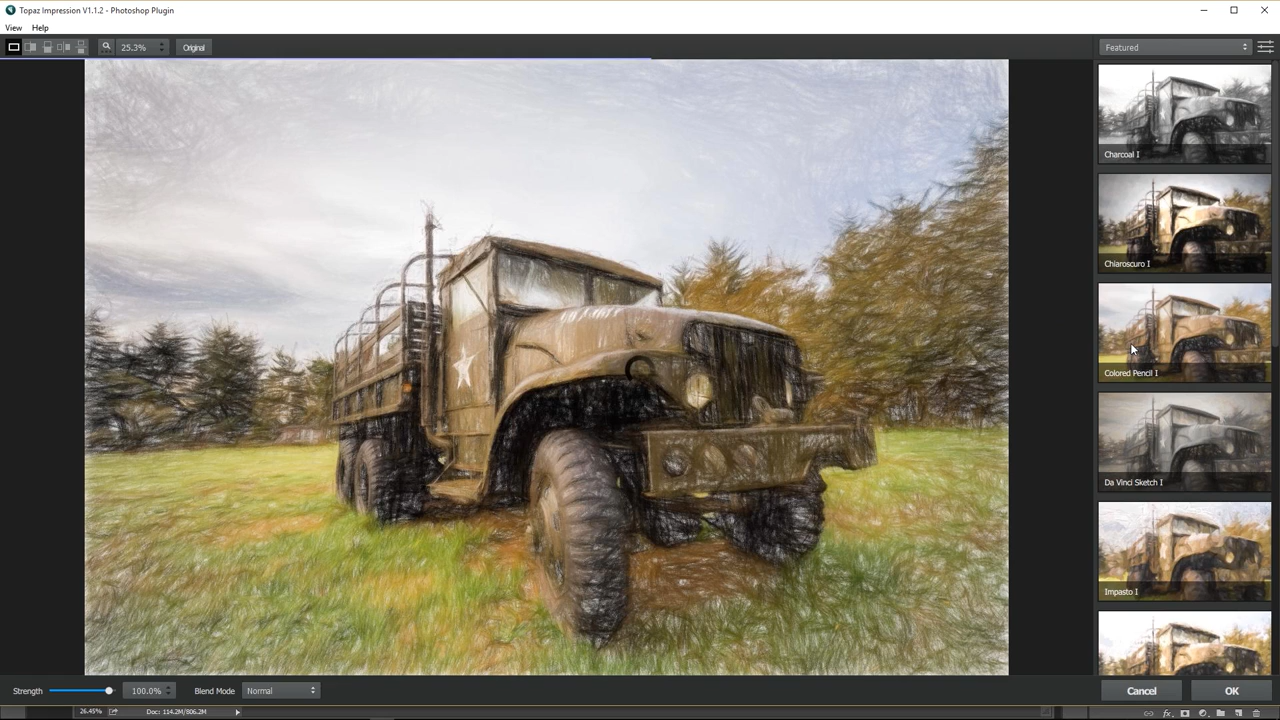 Topaz Impression V1.1.2 - Photoshop Plugin
View Help
25.3% Original
Featured
Charcoal I
Chiaroscuro I
Colored Pencil I
Da Vinci Sketch I
Impasto I
Strength 100.0% Blend Mode Normal
Cancel OK
26.45% Doc: 114.2M/806.2M
fx